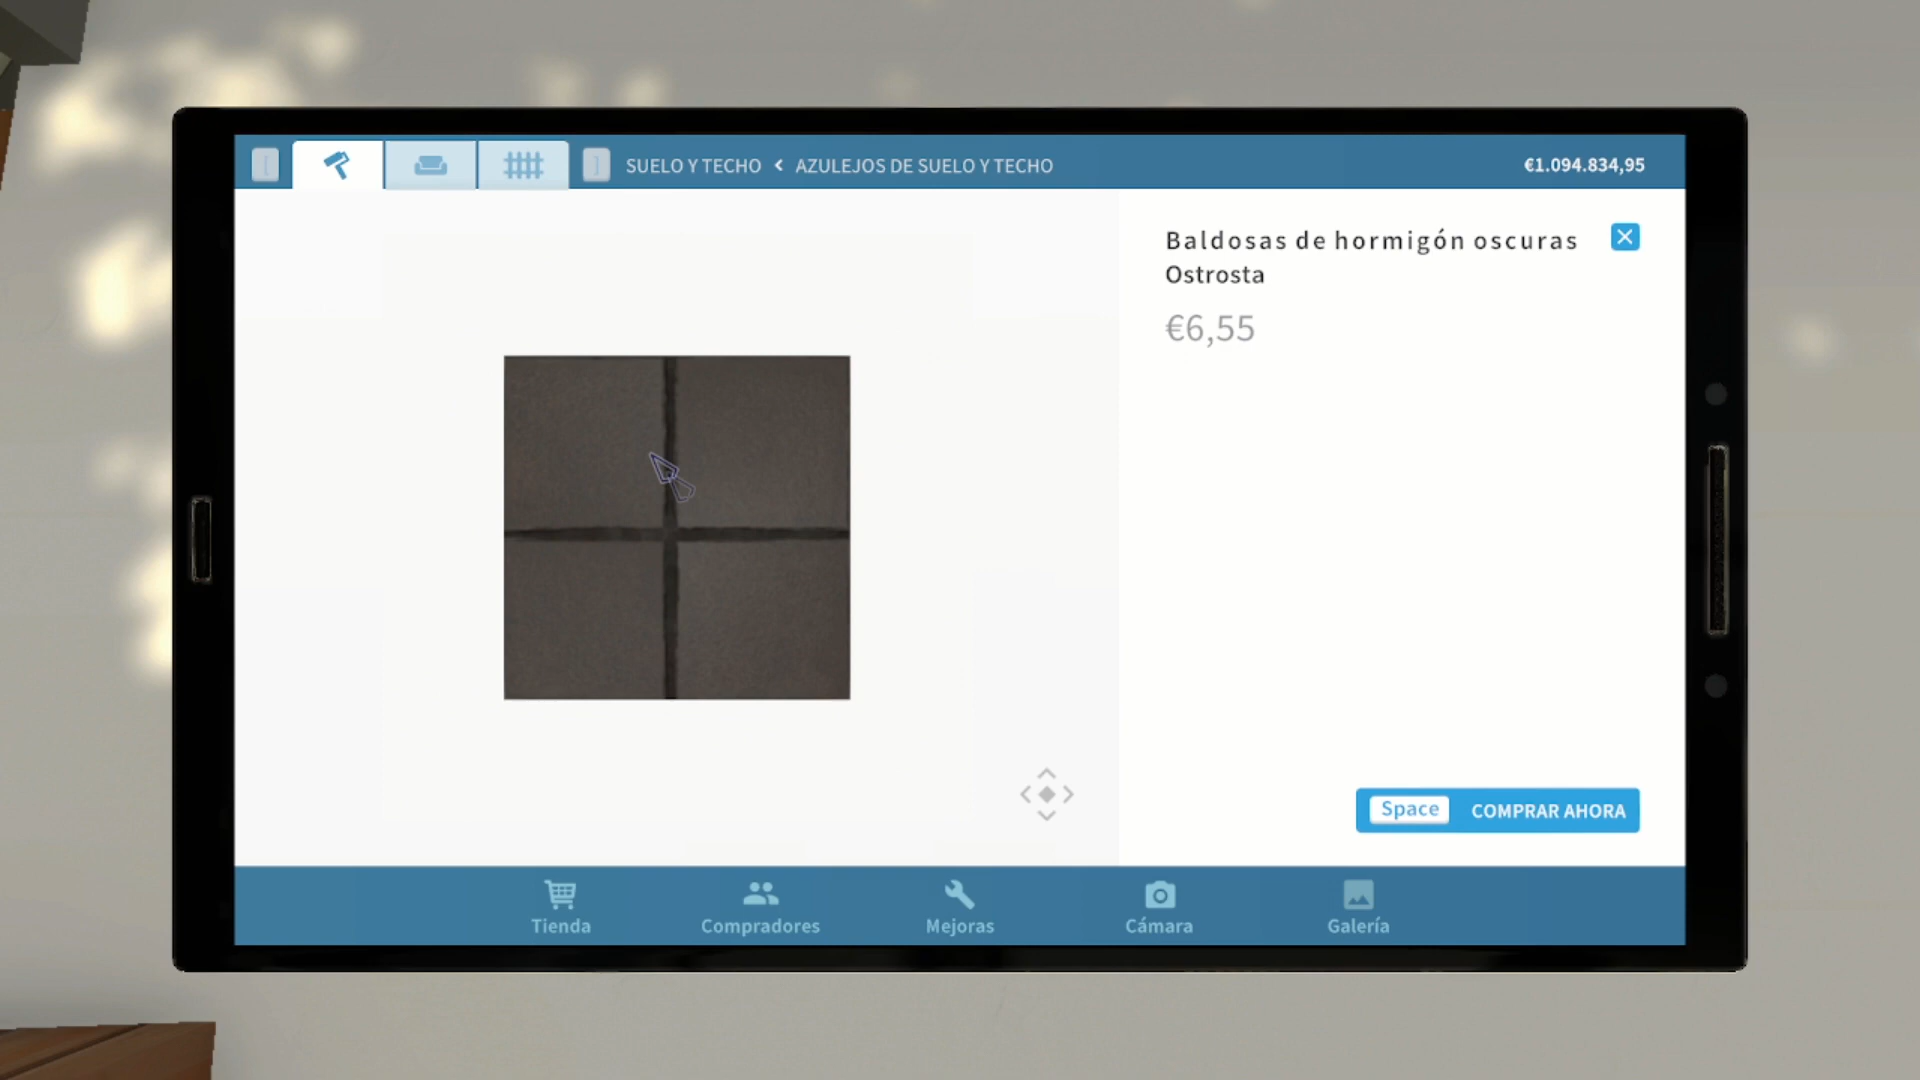 [
]
SUELO Y TECHO < AZULEJOS DE SUELO Y TECHO
€1.094.834,95
Baldosas de hormigón oscuras
Ostrosta
€6,55
Space COMPRAR AHORA
Tienda
Compradores
Mejoras
Cámara
Galería